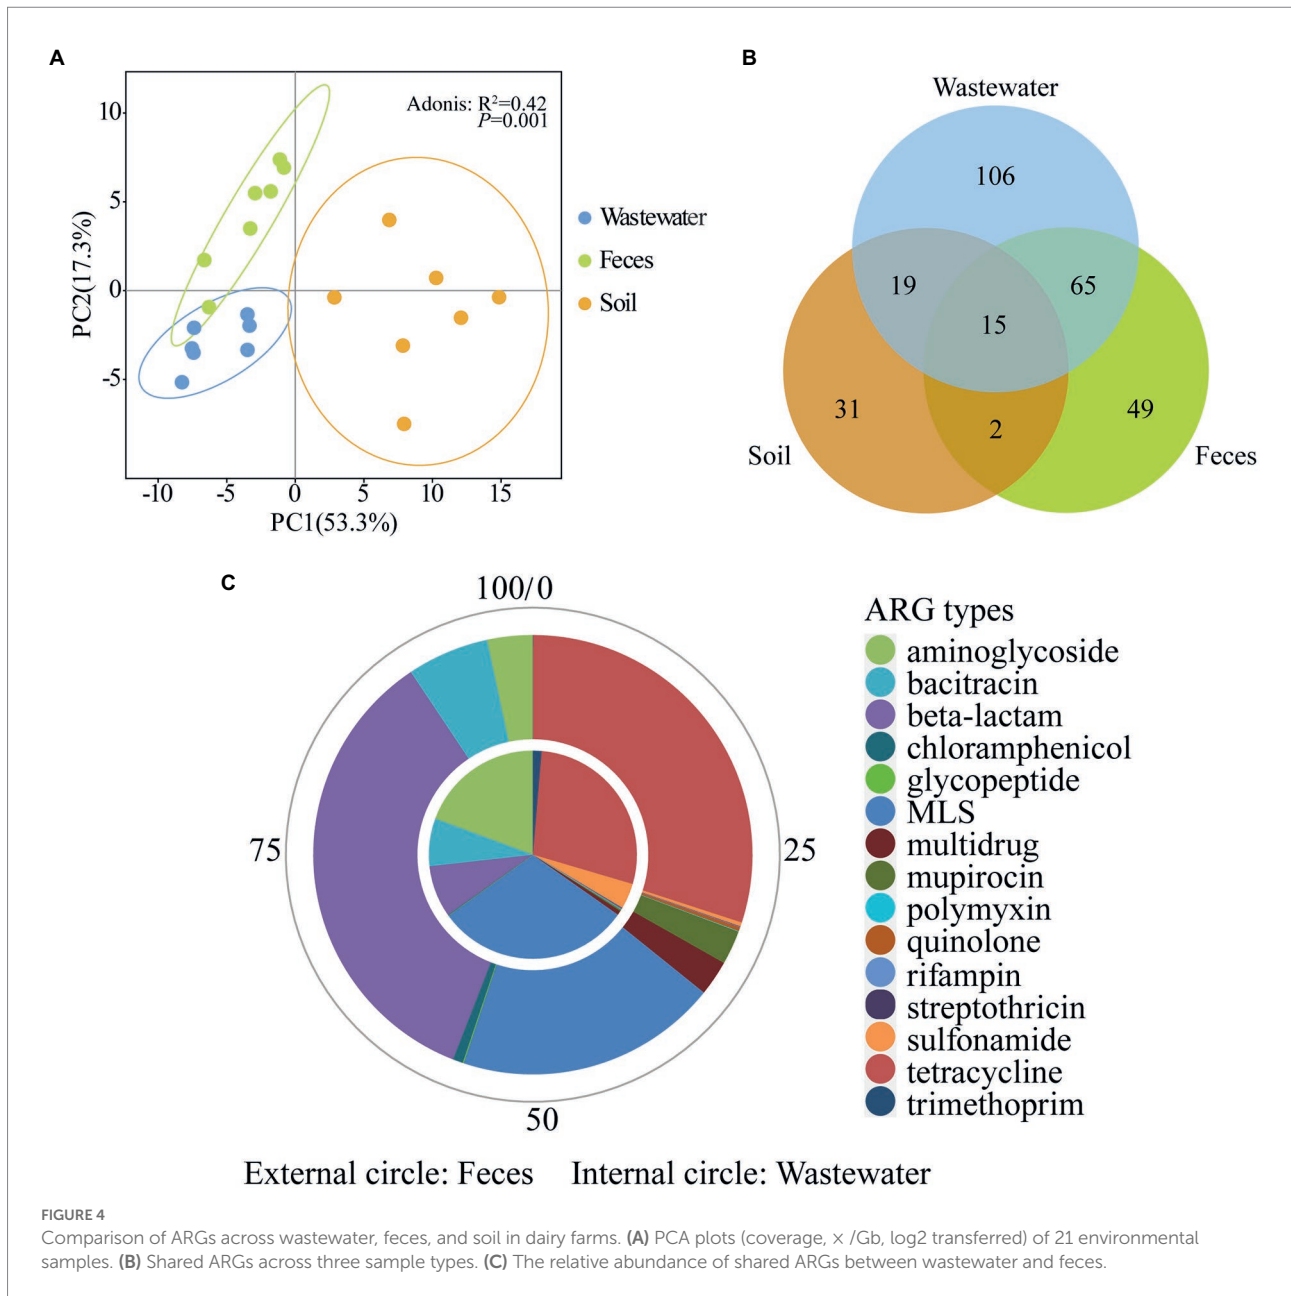 A
Adonis: R²=0.42
P=0.001
10
5
0
-5
PC2(17.3%)
-10 -5 0 5 10 15
PC1(53.3%)
Wastewater
Feces
Soil
B
Wastewater
106
19
65
15
31
2
49
Soil
Feces
C
100/0
25
50
75
ARG types
aminoglycoside
bacitracin
beta-lactam
chloramphenicol
glycopeptide
MLS
multidrug
mupirocin
polymyxin
quinolone
rifampin
streptothricin
sulfonamide
tetracycline
trimethoprim
External circle: Feces Internal circle: Wastewater
FIGURE 4
Comparison of ARGs across wastewater, feces, and soil in dairy farms. (A) PCA plots (coverage, × /Gb, log2 transferred) of 21 environmental
samples. (B) Shared ARGs across three sample types. (C) The relative abundance of shared ARGs between wastewater and feces.